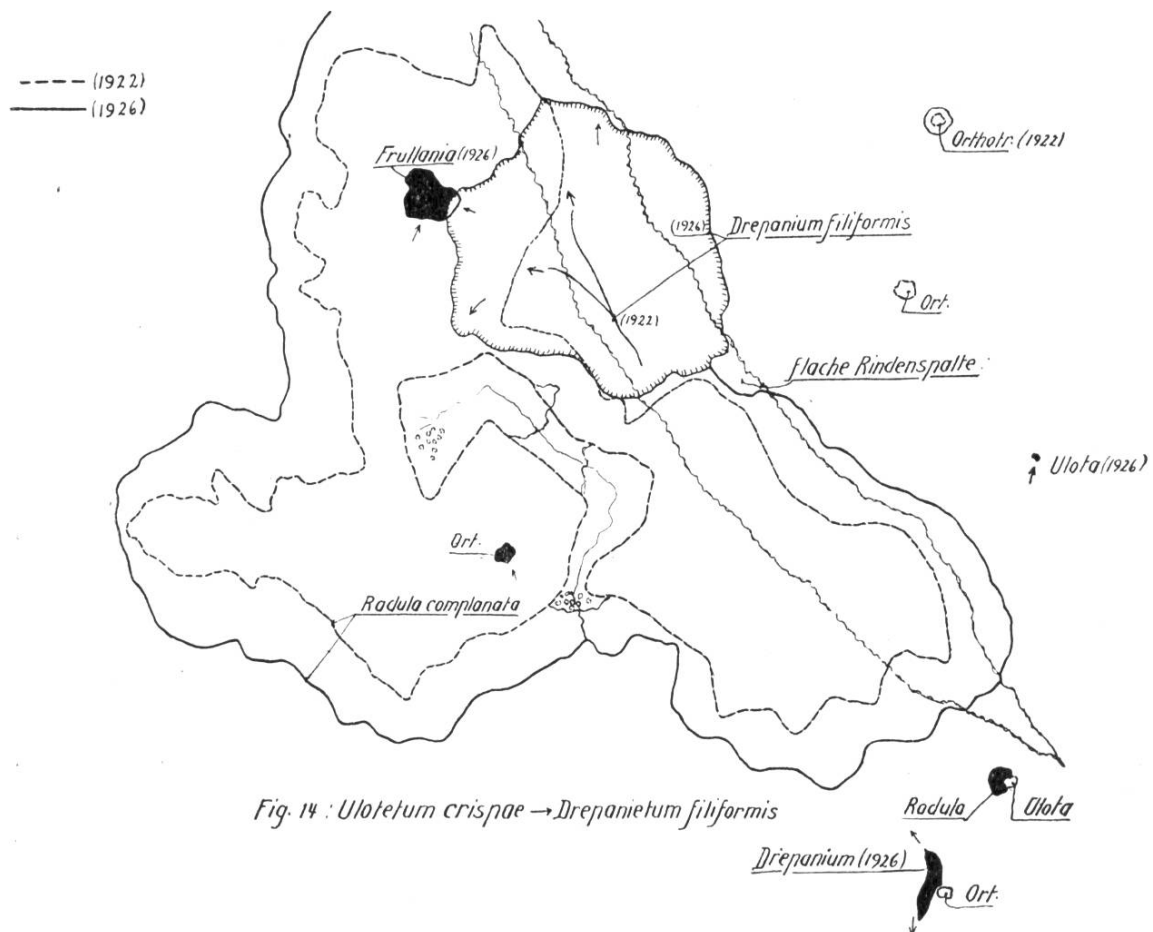 (1922)
(1926)
Orthotr. (1922)
Frullania (1926)
(1926)
Drepanium filiformis
Ort.
(1922)
flache Rindenspalte:
Ulota (1926)
Ort.
Radula complanata
Radula
Ulota
Fig. 14 : Ulotetum crispae → Drepanietum filiformis
Drepanium (1926)
Ort.